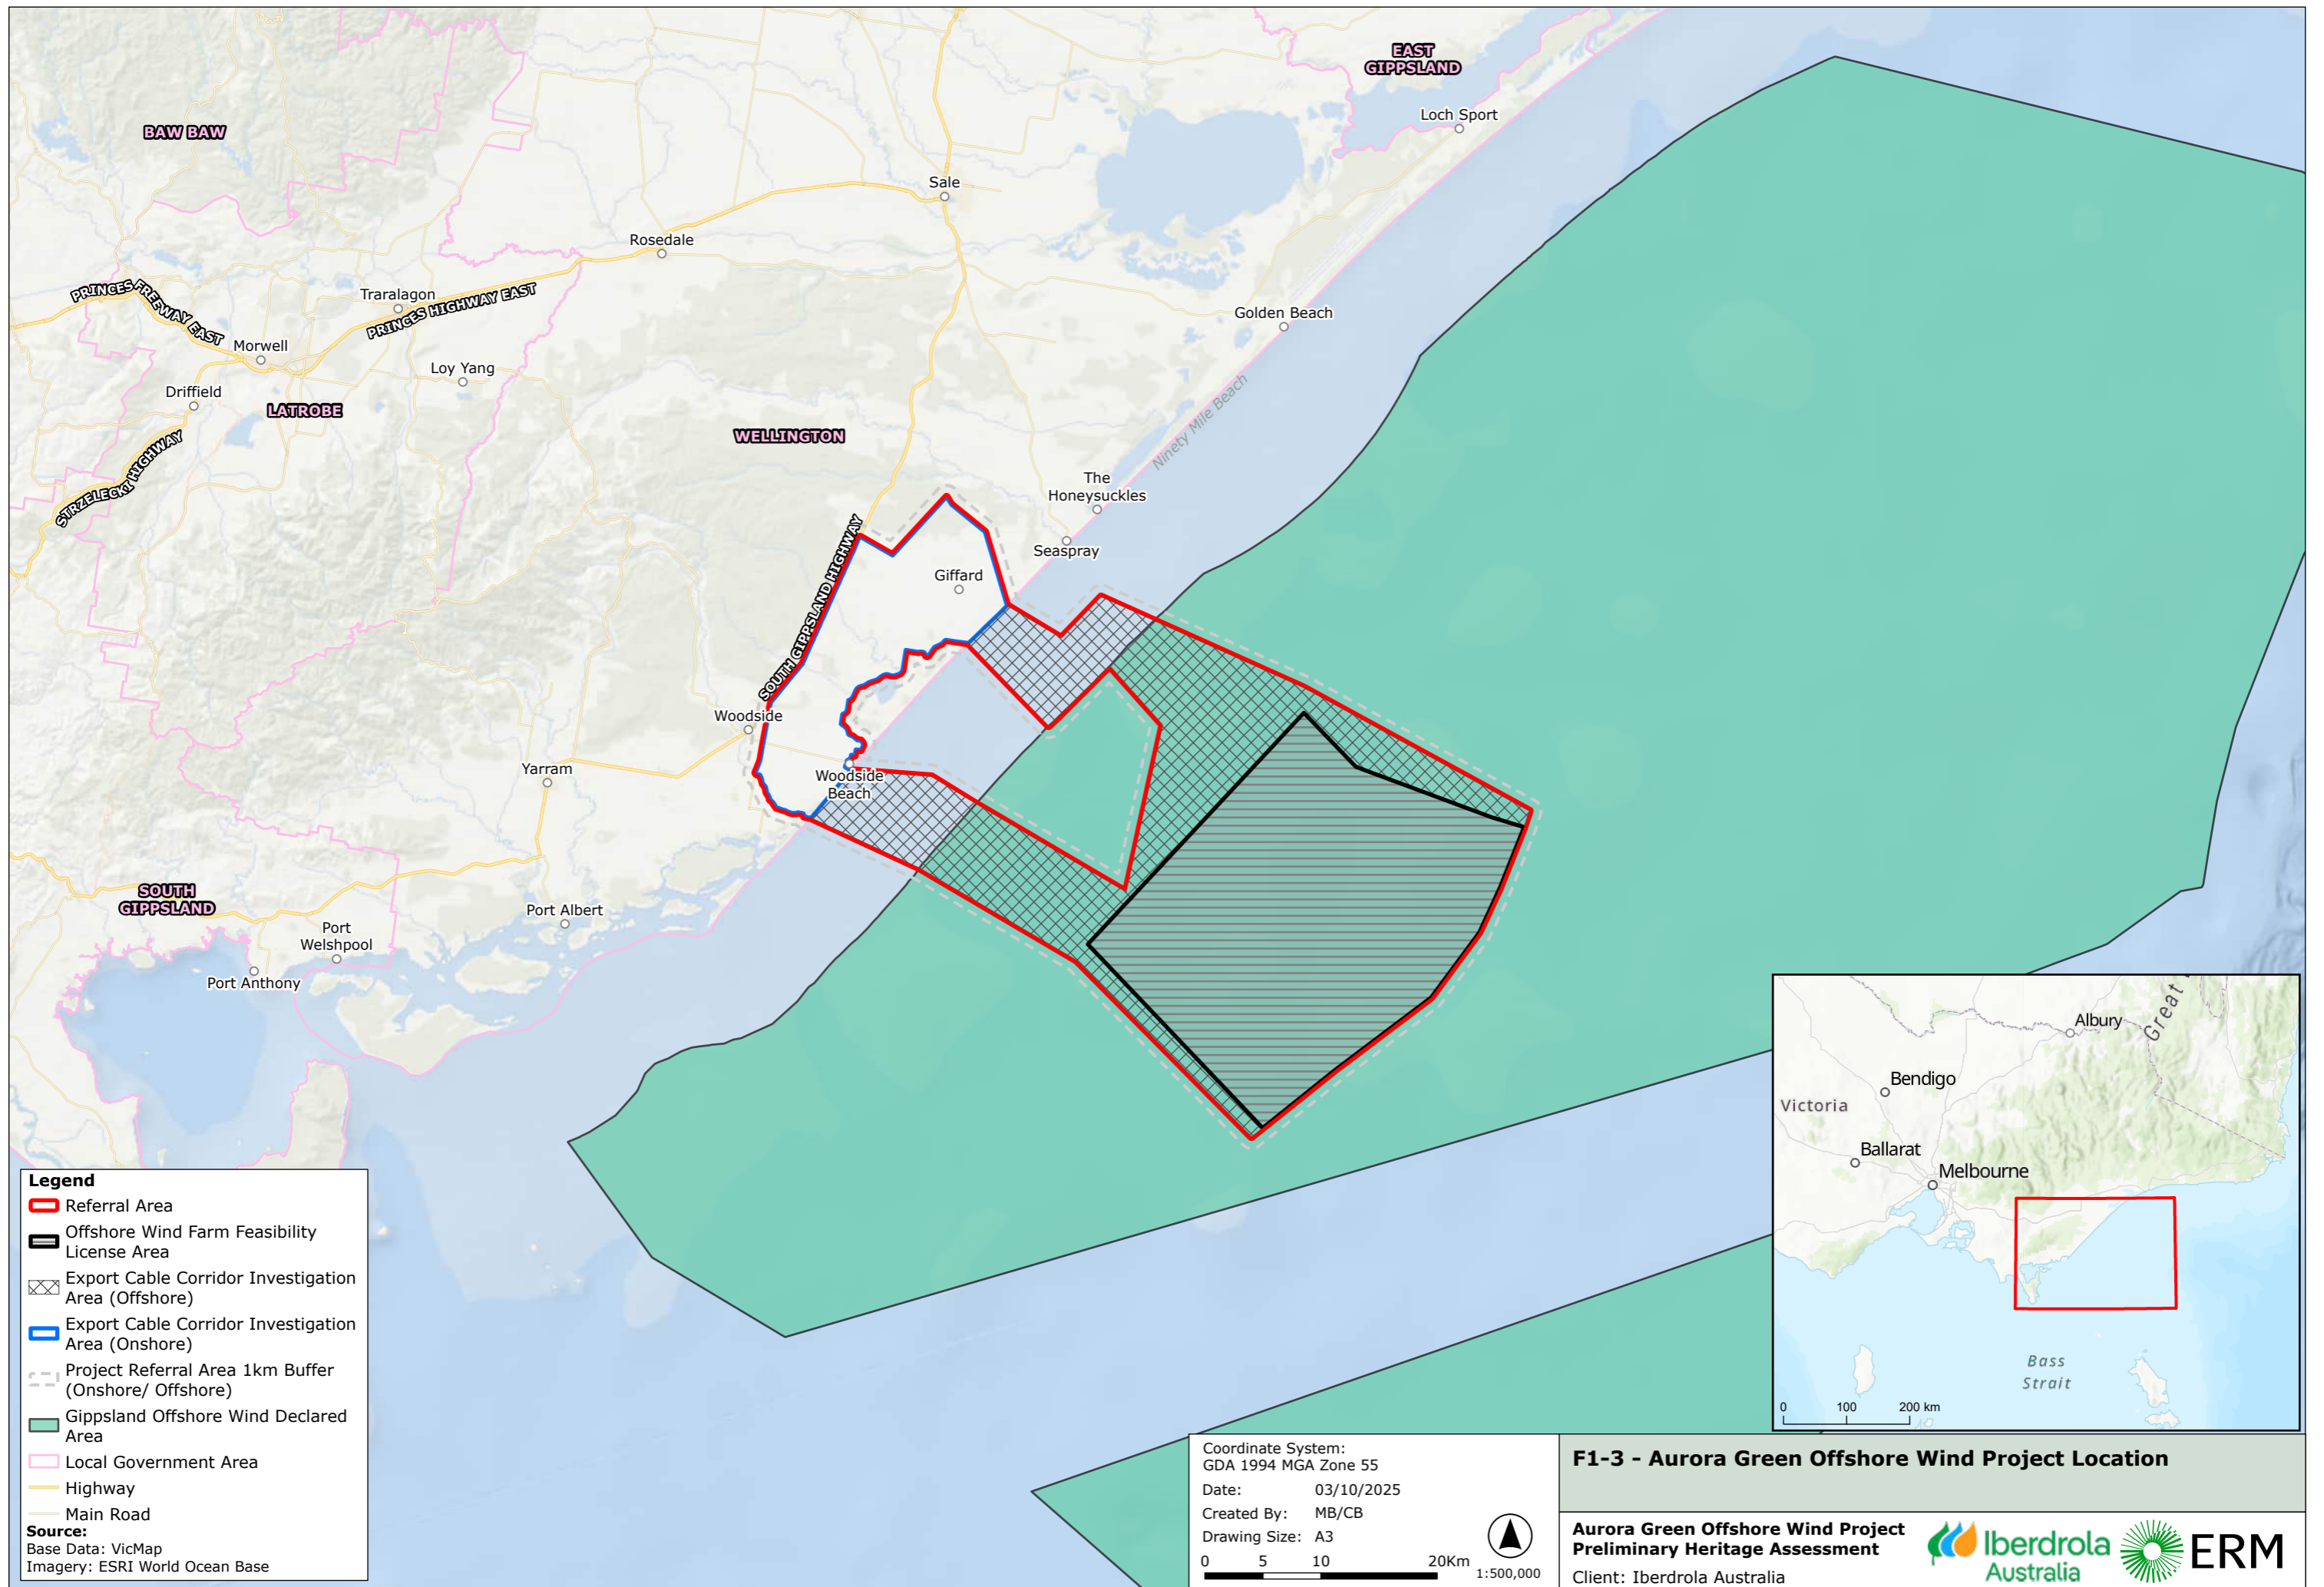 EAST
GIPPSLAND
Loch Sport
BAW BAW
Sale
Rosedale
PRINCES FREEWAY EAST
Traralgon
PRINCES HIGHWAY EAST
Golden Beach
Morwell
Loy Yang
Driffield
LATROBE
WELLINGTON
Ninety Mile Beach
STRZELECKI HIGHWAY
The
Honeysuckles
Seaspray
SOUTH GIPPSLAND HIGHWAY
Giffard
Woodside
Yarram
Woodside
Beach
SOUTH
GIPPSLAND
Port Albert
Port
Welshpool
Port Anthony
Great
Albury
Bendigo
Victoria
Ballarat
Melbourne
Bass
Strait
0 100 200 km
Legend
Referral Area
Offshore Wind Farm Feasibility
License Area
Export Cable Corridor Investigation
Area (Offshore)
Export Cable Corridor Investigation
Area (Onshore)
Project Referral Area 1km Buffer
(Onshore/ Offshore)
Gippsland Offshore Wind Declared
Area
Local Government Area
Highway
Main Road
Source:
Base Data: VicMap
Imagery: ESRI World Ocean Base
Coordinate System:
GDA 1994 MGA Zone 55
Date: 03/10/2025
Created By: MB/CB
Drawing Size: A3
0 5 10 20Km
1:500,000
F1-3 - Aurora Green Offshore Wind Project Location
Aurora Green Offshore Wind Project
Preliminary Heritage Assessment
Client: Iberdrola Australia
Iberdrola
Australia
ERM